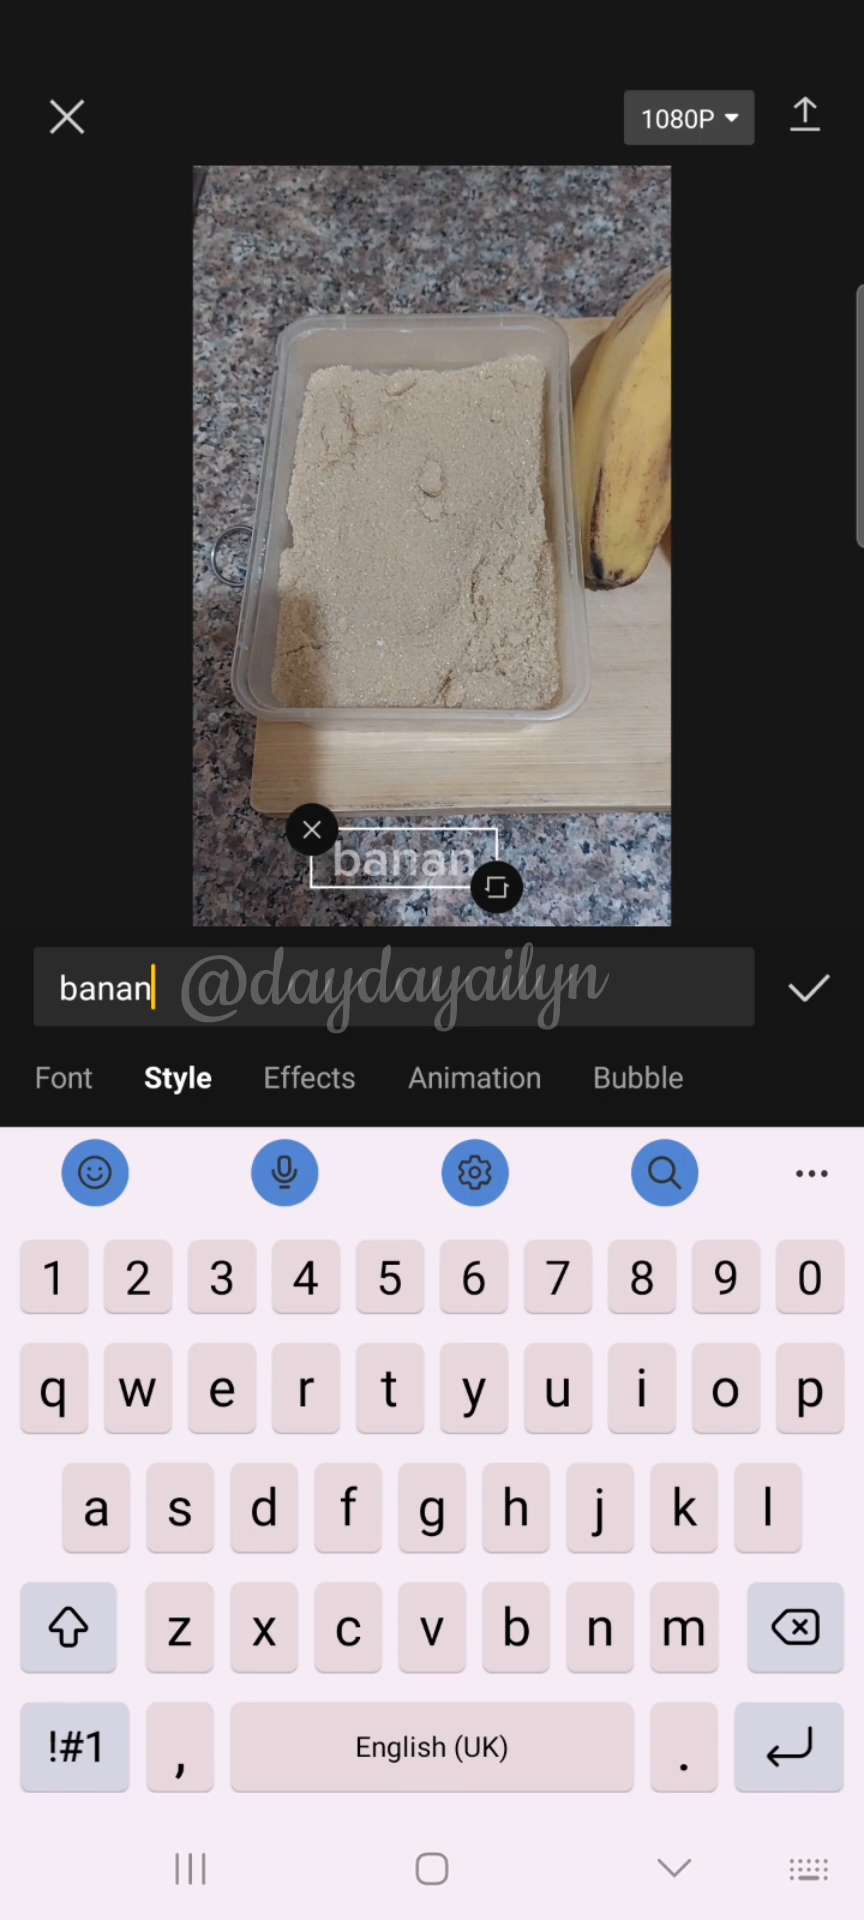 1080P
banan
banan @daydayailyn
Font Style Effects Animation Bubble
1 2 3 4 5 6 7 8 9 0
q w e r t y u i o p
a s d f g h j k l
z x c v b n m
!#1 , English (UK) .